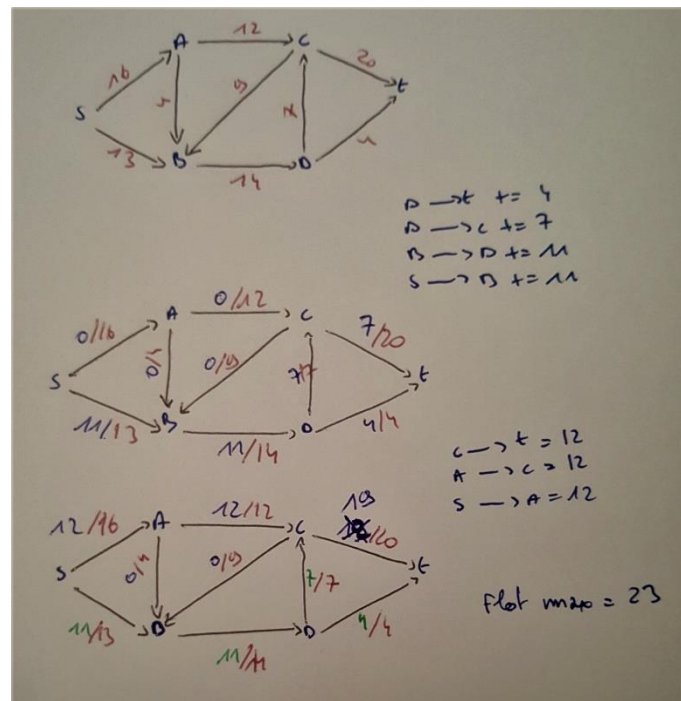 A 12 C
16 20
S 4 9 7 t
13 B 14 D 4
D → t += 4
D → C += 7
B → D += 11
S → B += 11
A 0/12 C
0/16 7/20
S 0/4 0/9 7/7 t
11/13 B 11/14 D 4/4
C → t = 12
A → C = 12
S → A = 12
12/16 A 12/12 C 19/20
S 0/4 0/9 7/7 t
11/13 B 11/ D 4/4
Flot max = 23